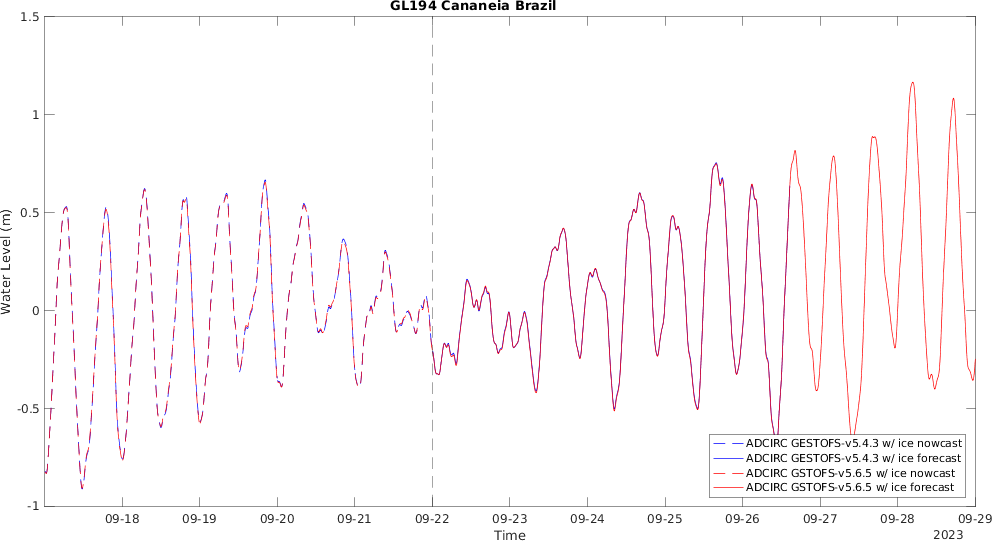 GL194 Cananeia Brazil
1.5
1
0.5
0
-0.5
-1
Water Level (m)
09-18 09-19 09-20 09-21 09-22 09-23 09-24 09-25 09-26 09-27 09-28 09-29
Time
2023
ADCIRC GESTOFS-v5.4.3 w/ ice nowcast
ADCIRC GESTOFS-v5.4.3 w/ ice forecast
ADCIRC GSTOFS-v5.6.5 w/ ice nowcast
ADCIRC GSTOFS-v5.6.5 w/ ice forecast